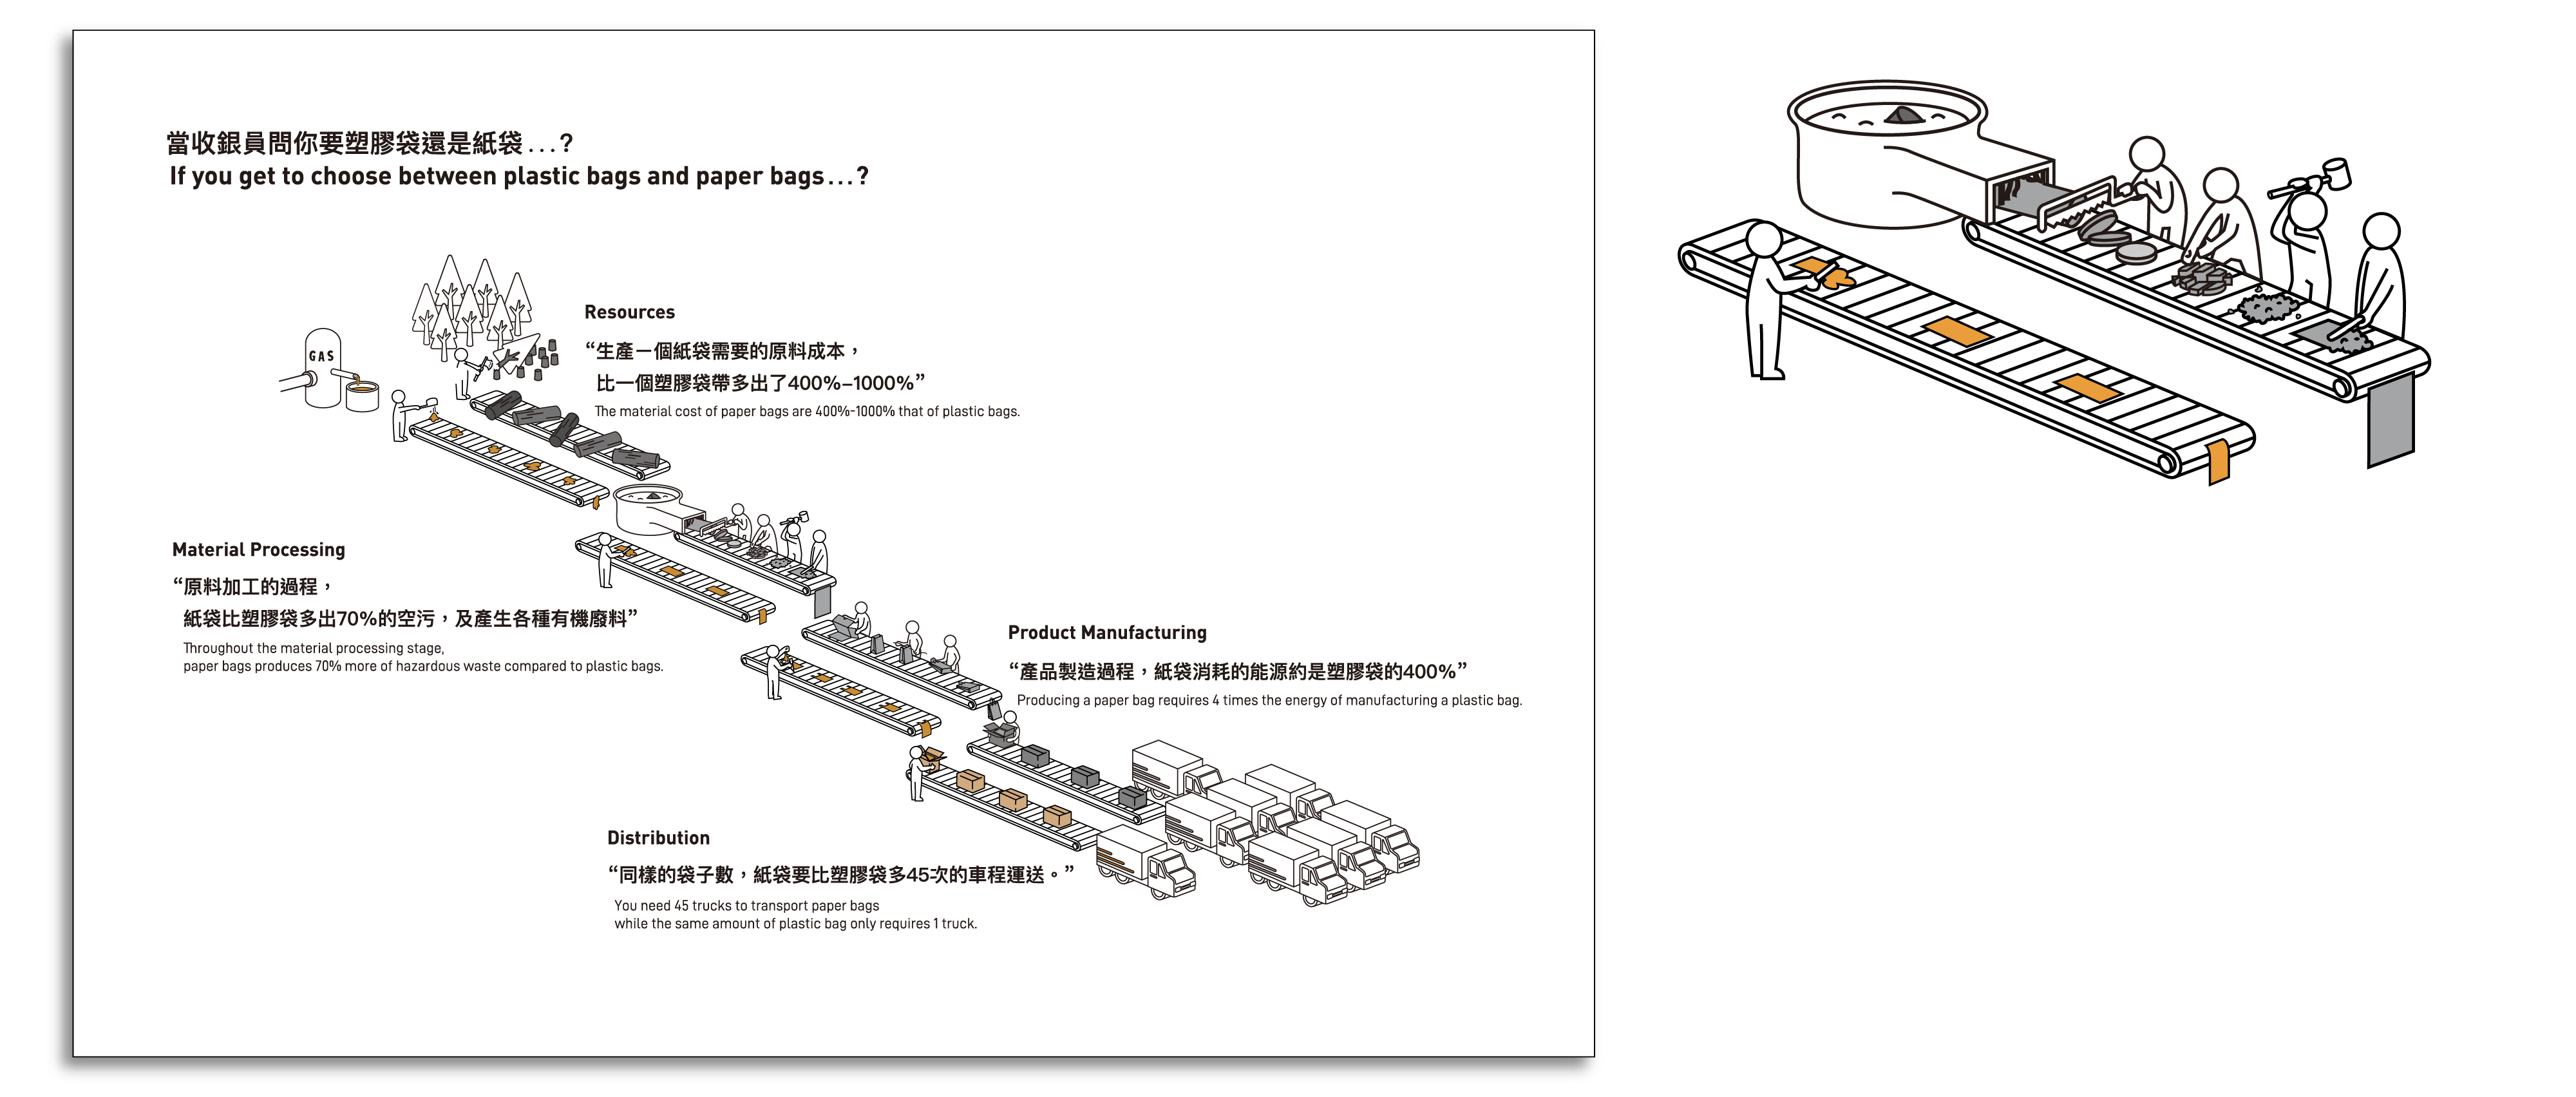 當收銀員問你要塑膠袋還是紙袋...?
If you get to choose between plastic bags and paper bags...?
GAS
Resources
“生產一個紙袋需要的原料成本，
比一個塑膠袋帶多出了400%–1000%”
The material cost of paper bags are 400%-1000% that of plastic bags.
Material Processing
“原料加工的過程，
紙袋比塑膠袋多出70%的空污，及產生各種有機廢料”
Throughout the material processing stage,
paper bags produces 70% more of hazardous waste compared to plastic bags.
Product Manufacturing
“產品製造過程，紙袋消耗的能源約是塑膠袋的400%”
Producing a paper bag requires 4 times the energy of manufacturing a plastic bag.
Distribution
“同樣的袋子數，紙袋要比塑膠袋多45次的車程運送。”
You need 45 trucks to transport paper bags
while the same amount of plastic bag only requires 1 truck.